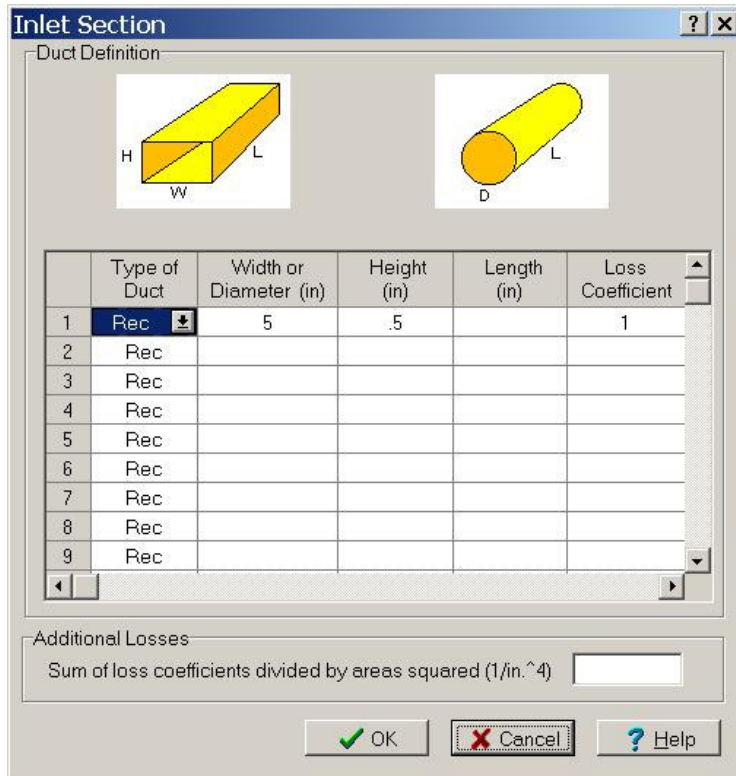 Inlet Section
Duct Definition
H
W
L
D
L
Type of Duct Width or Diameter (in) Height (in) Length (in) Loss Coefficient
1 Rec 5 .5 1
2 Rec
3 Rec
4 Rec
5 Rec
6 Rec
7 Rec
8 Rec
9 Rec
Additional Losses
Sum of loss coefficients divided by areas squared (1/in.^4)
OK Cancel ? Help